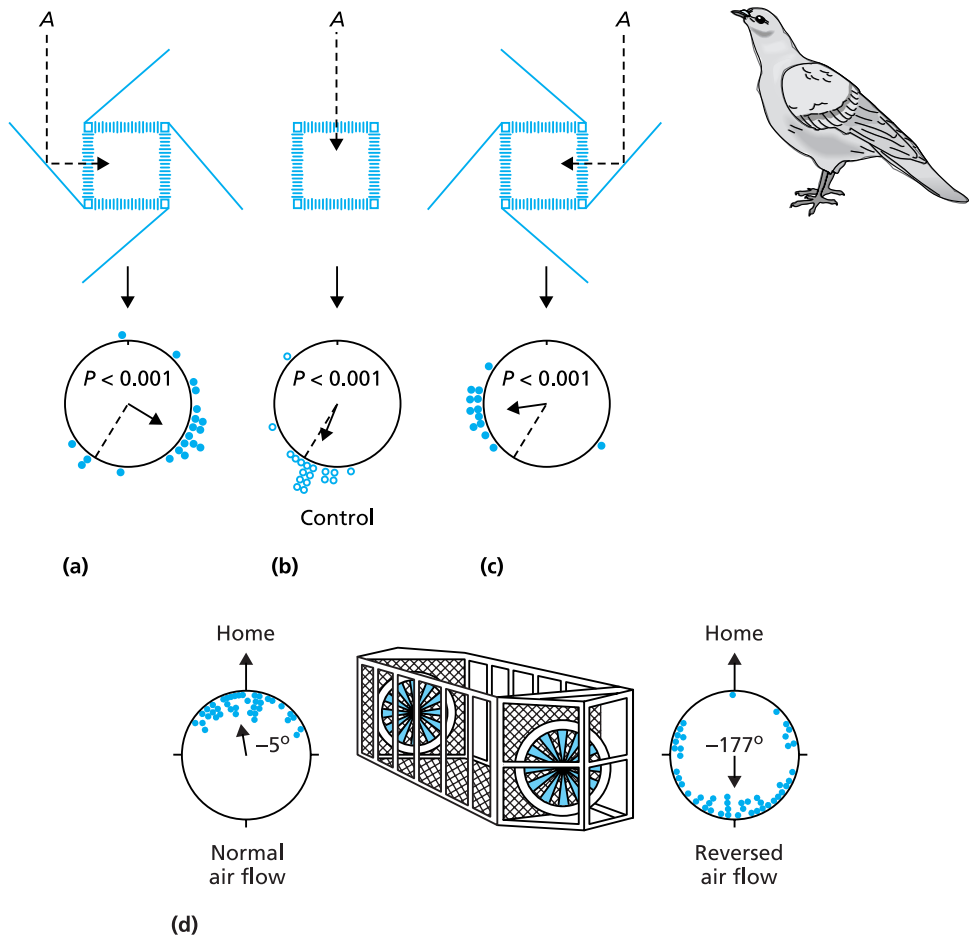 A
A
A
P < 0.001
P < 0.001
P < 0.001
Control
(a)
(b)
(c)
Home
Home
–5°
–177°
Normal
air flow
Reversed
air flow
(d)